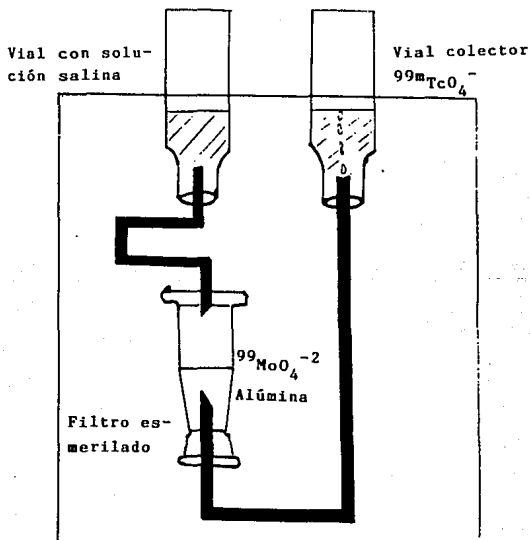 Vial con solu-
ción salina
Vial colector
99mTcO4-
99MoO4-2
Alúmina
Filtro es-
merilado